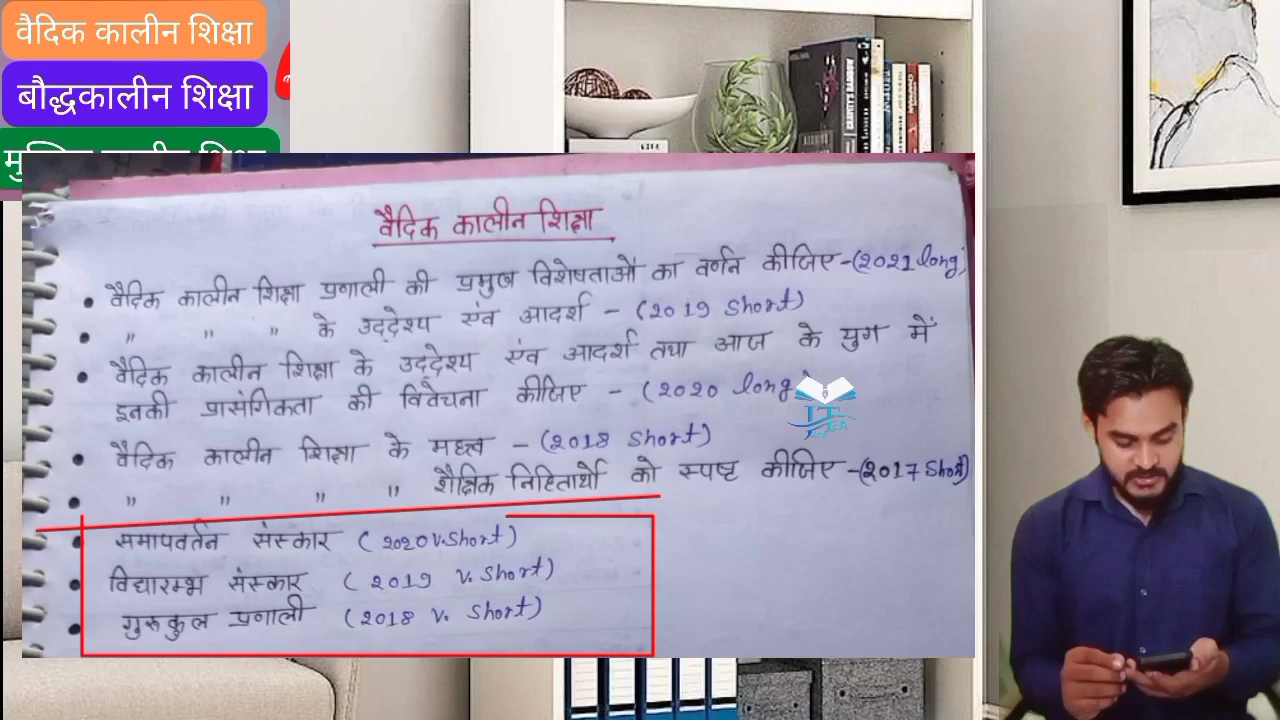 वैदिक कालीन शिक्षा
बौद्धकालीन शिक्षा
वैदिक कालीन शिक्षा
• वैदिक कालीन शिक्षा प्रणाली की प्रमुख विशेषताओं का वर्णन कीजिए -(2021 long)
• " " " के उद्देश्य एंव आदर्श - (2019 Short)
• वैदिक कालीन शिक्षा के उद्देश्य एंव आदर्श तथा आज के युग में
इनकी प्रासंगिकता की विवेचना कीजिए - (2020 long)
• वैदिक कालीन शिक्षा के महत्व - (2018 Short)
• " " " " शैक्षिक निहितार्थो को स्पष्ट कीजिए -(2017 Short)
• समापवर्तन संस्कार (2020 V.Short)
• विद्यारम्भ संस्कार (2019 V. Short)
• गुरुकुल प्रणाली (2018 V. Short)